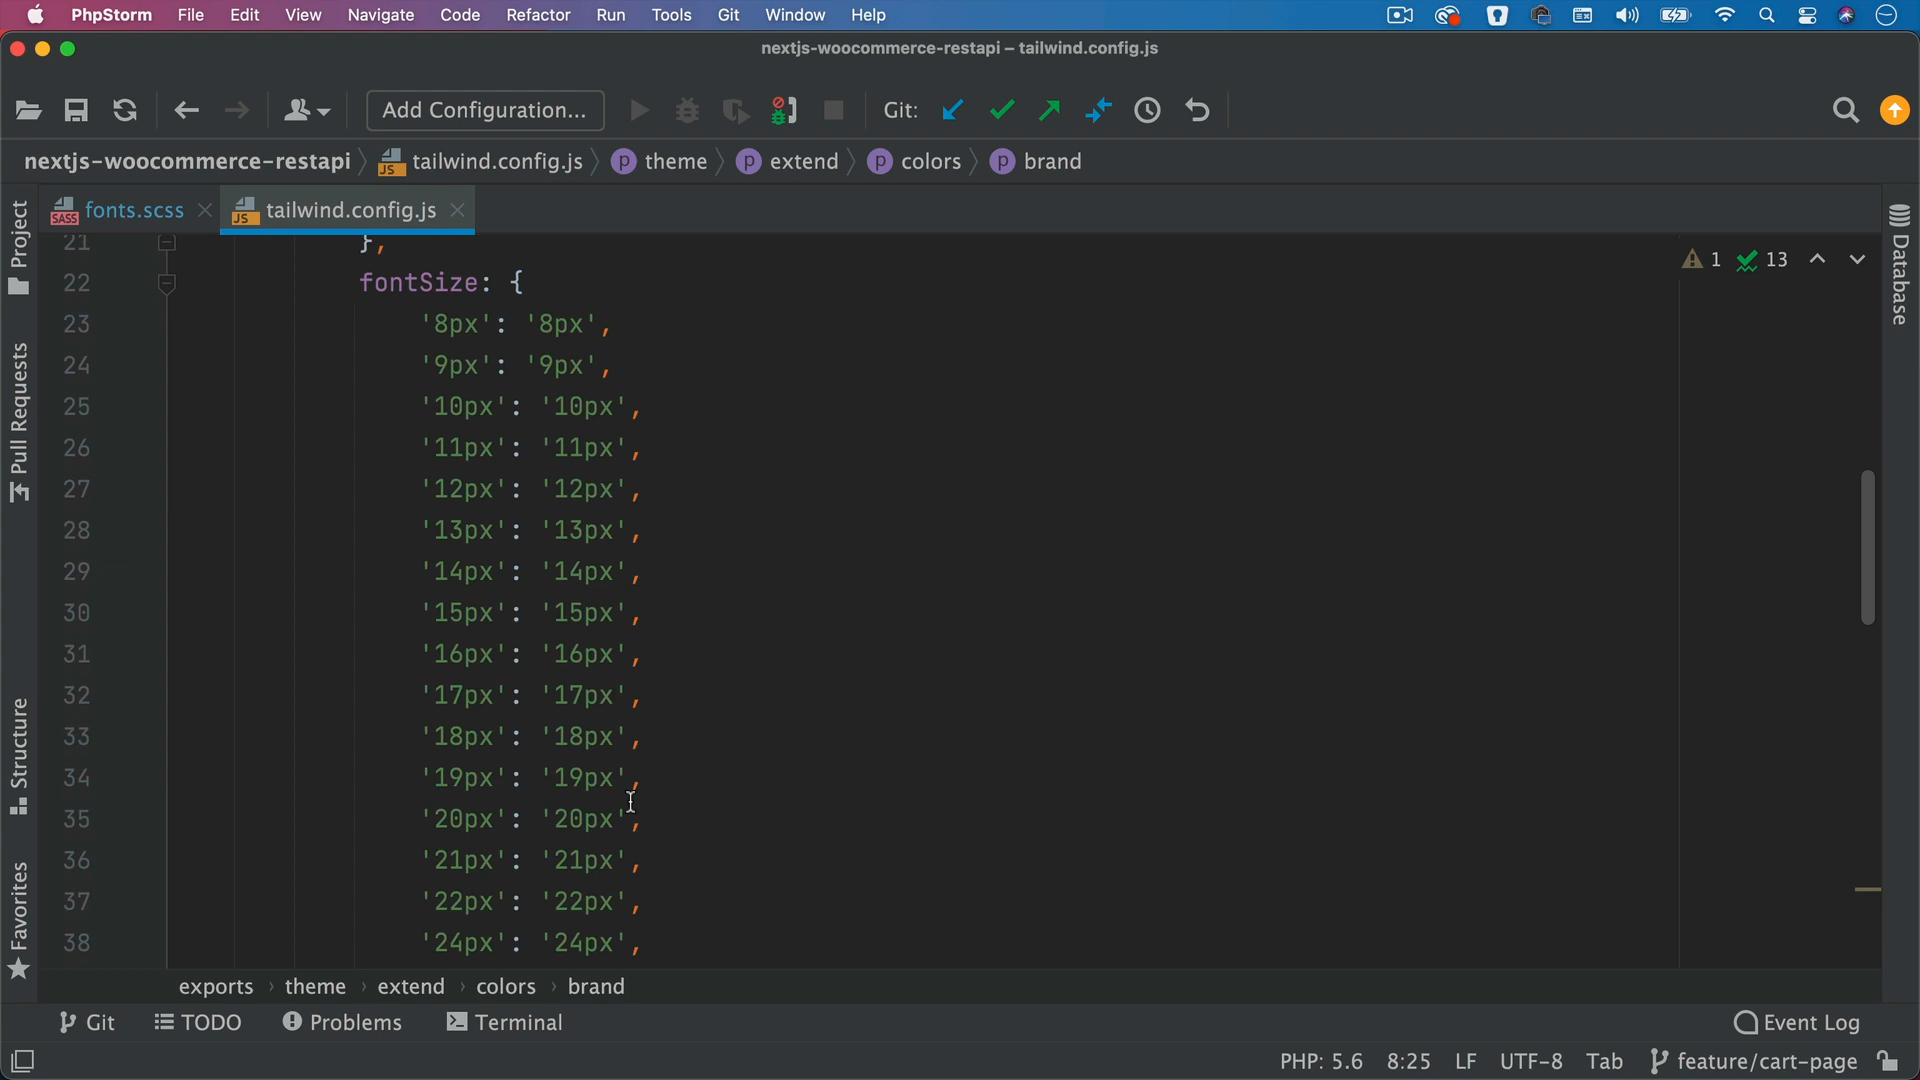 PhpStorm File Edit View Navigate Code Refactor Run Tools Git Window Help
nextjs-woocommerce-restapi – tailwind.config.js
Add Configuration... Git:
nextjs-woocommerce-restapi JS tailwind.config.js p theme p extend p colors p brand
SASS fonts.scss JS tailwind.config.js
Project
Pull Requests
Structure
Favorites
Database
1 13
21 },
22 fontSize: {
23 '8px': '8px',
24 '9px': '9px',
25 '10px': '10px',
26 '11px': '11px',
27 '12px': '12px',
28 '13px': '13px',
29 '14px': '14px',
30 '15px': '15px',
31 '16px': '16px',
32 '17px': '17px',
33 '18px': '18px',
34 '19px': '19px',
35 '20px': '20px',
36 '21px': '21px',
37 '22px': '22px',
38 '24px': '24px',
exports › theme › extend › colors › brand
Git TODO Problems Terminal Event Log
PHP: 5.6 8:25 LF UTF-8 Tab feature/cart-page